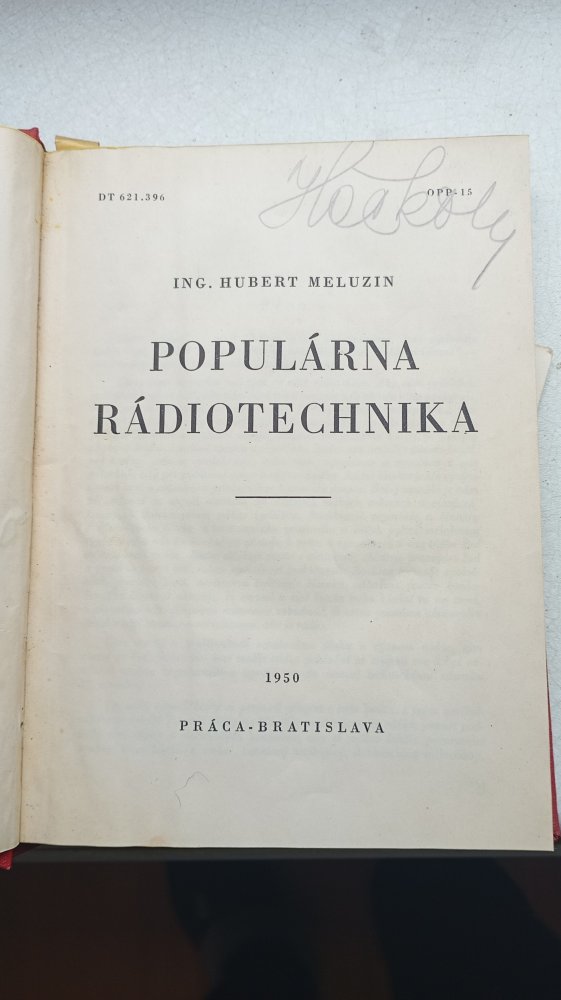 DT 621.396
OPP-15
ING. HUBERT MELUZIN
POPULÁRNA
RÁDIOTECHNIKA
1950
PRÁCA-BRATISLAVA